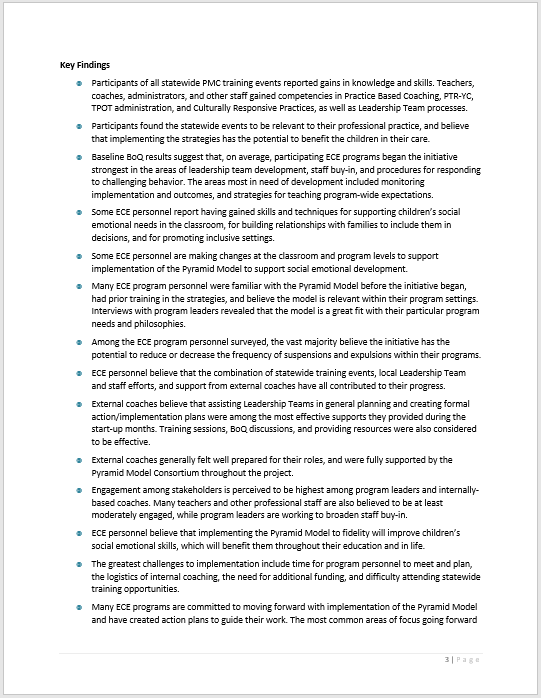 Key Findings
Participants of all statewide PMC training events reported gains in knowledge and skills. Teachers,
coaches, administrators, and other staff gained competencies in Practice Based Coaching, PTR-YC,
TPOT administration, and Culturally Responsive Practices, as well as Leadership Team processes.
Participants found the statewide events to be relevant to their professional practice, and believe
that implementing the strategies has the potential to benefit the children in their care.
Baseline BoQ results suggest that, on average, participating ECE programs began the initiative
strongest in the areas of leadership team development, staff buy-in, and procedures for responding
to challenging behavior. The areas most in need of development included monitoring
implementation and outcomes, and strategies for teaching program-wide expectations.
Some ECE personnel report having gained skills and techniques for supporting children's social
emotional needs in the classroom, for building relationships with families to include them in
decisions, and for promoting inclusive settings.
Some ECE personnel are making changes at the classroom and program levels to support
implementation of the Pyramid Model to support social emotional development.
Many ECE program personnel were familiar with the Pyramid Model before the initiative began,
had prior training in the strategies, and believe the model is relevant within their program settings.
Interviews with program leaders revealed that the model is a great fit with their particular program
needs and philosophies.
Among the ECE program personnel surveyed, the vast majority believe the initiative has the
potential to reduce or decrease the frequency of suspensions and expulsions within their programs.
ECE personnel believe that the combination of statewide training events, local Leadership Team
and staff efforts, and support from external coaches have all contributed to their progress.
External coaches believe that assisting Leadership Teams in general planning and creating formal
action/implementation plans were among the most effective supports they provided during the
start-up months. Training sessions, BoQ discussions, and providing resources were also considered
to be effective.
External coaches generally felt well prepared for their roles, and were fully supported by the
Pyramid Model Consortium throughout the project.
Engagement among stakeholders is perceived to be highest among program leaders and internally-
based coaches. Many teachers and other professional staff are also believed to be at least
moderately engaged, while program leaders are working to broaden staff buy-in.
ECE personnel believe that implementing the Pyramid Model to fidelity will improve children's
social emotional skills, which will benefit them throughout their education and in life.
The greatest challenges to implementation include time for program personnel to meet and plan,
the logistics of internal coaching, the need for additional funding, and difficulty attending statewide
training opportunities.
Many ECE programs are committed to moving forward with implementation of the Pyramid Model
and have created action plans to guide their work. The most common areas of focus going forward
3 | Page